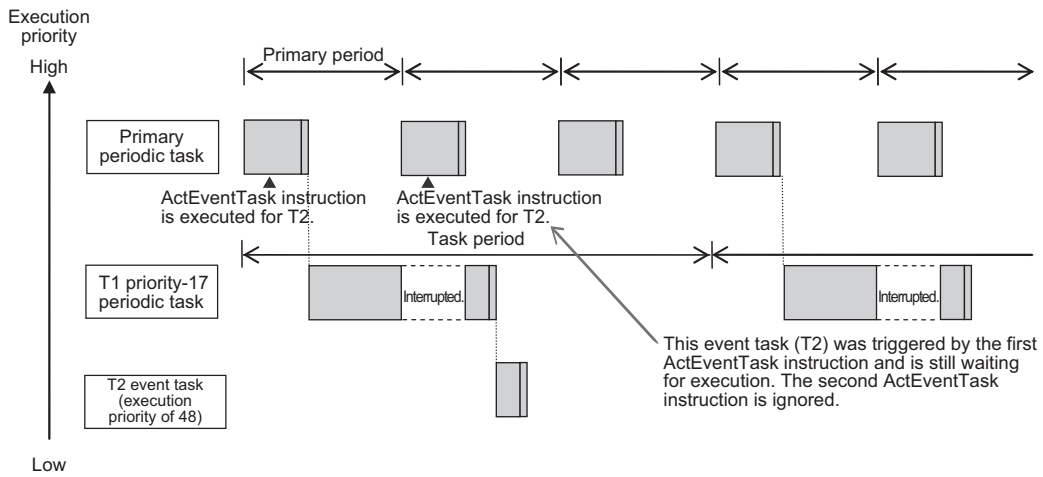 Execution
priority
High
Primary period
Primary
periodic task
ActEventTask instruction
is executed for T2.
ActEventTask instruction
is executed for T2.
Task period
T1 priority-17
periodic task
Interrupted.
Interrupted.
This event task (T2) was triggered by the first
ActEventTask instruction and is still waiting
for execution. The second ActEventTask
instruction is ignored.
T2 event task
(execution
priority of 48)
Low